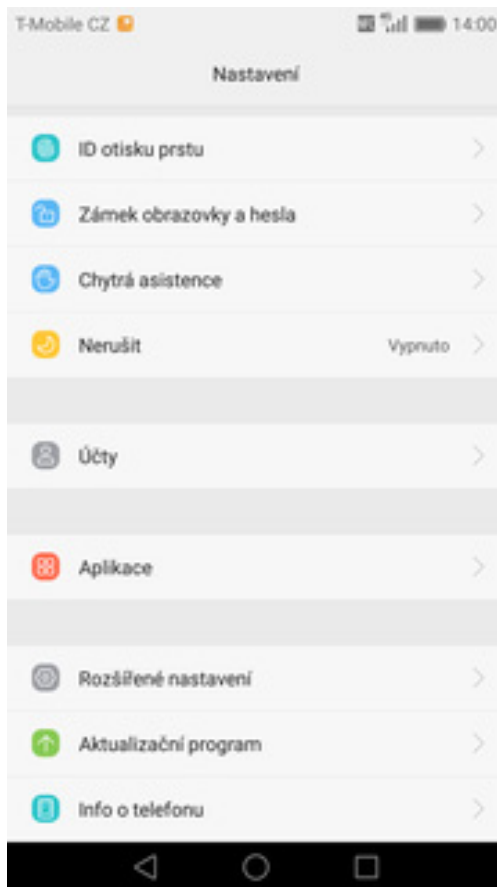 T-Mobile CZ 14:00
Nastavení
ID otisku prstu
Zámek obrazovky a hesla
Chytrá asistence
Nerušit Vypnuto
Účty
Aplikace
Rozšířené nastavení
Aktualizační program
Info o telefonu